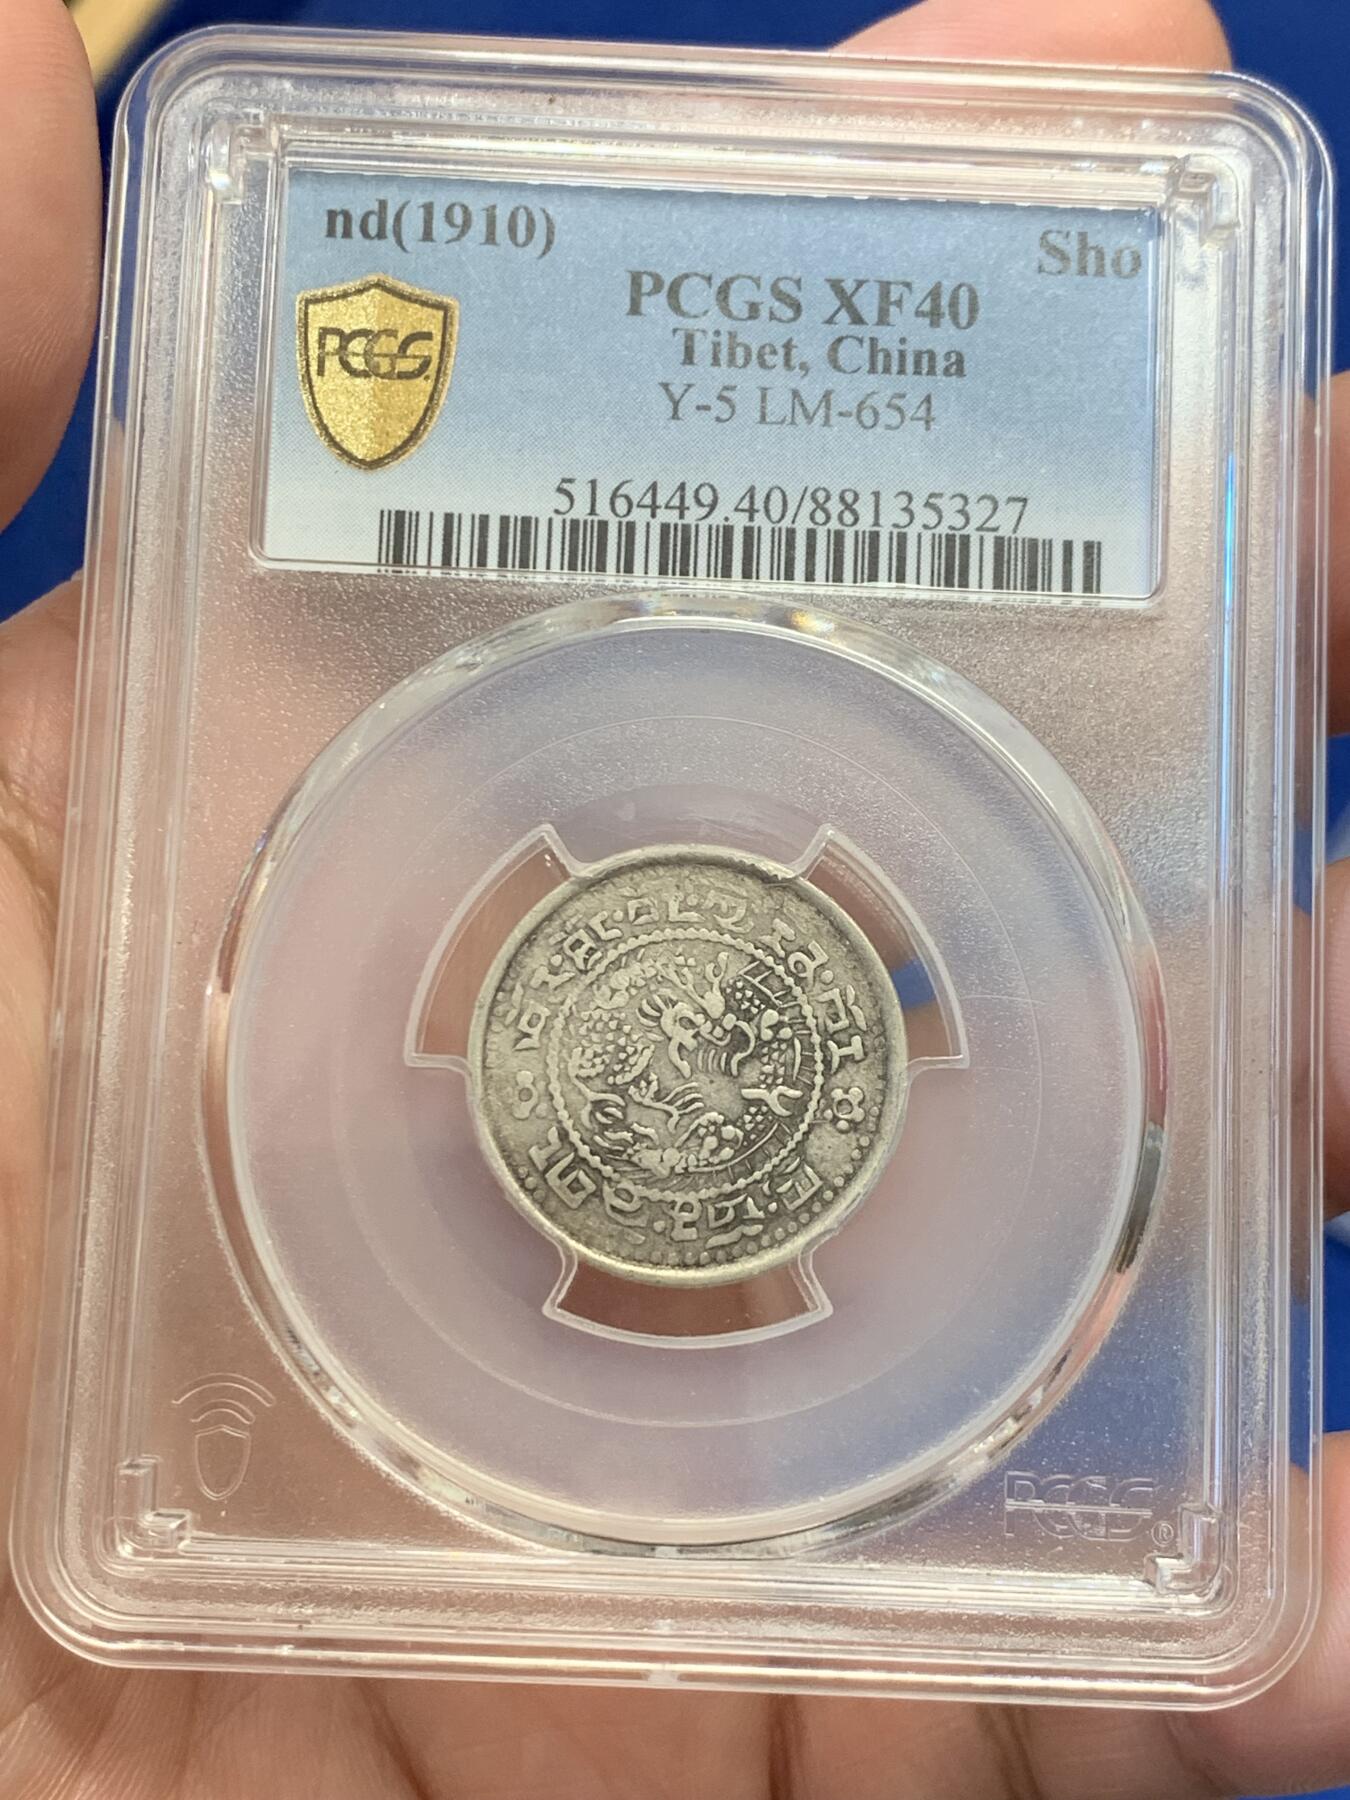 nd(1910)
Sho
PCGS XF40
PCGS
Tibet, China
Y-5 LM-654
516449.40/88135327
PCGS®